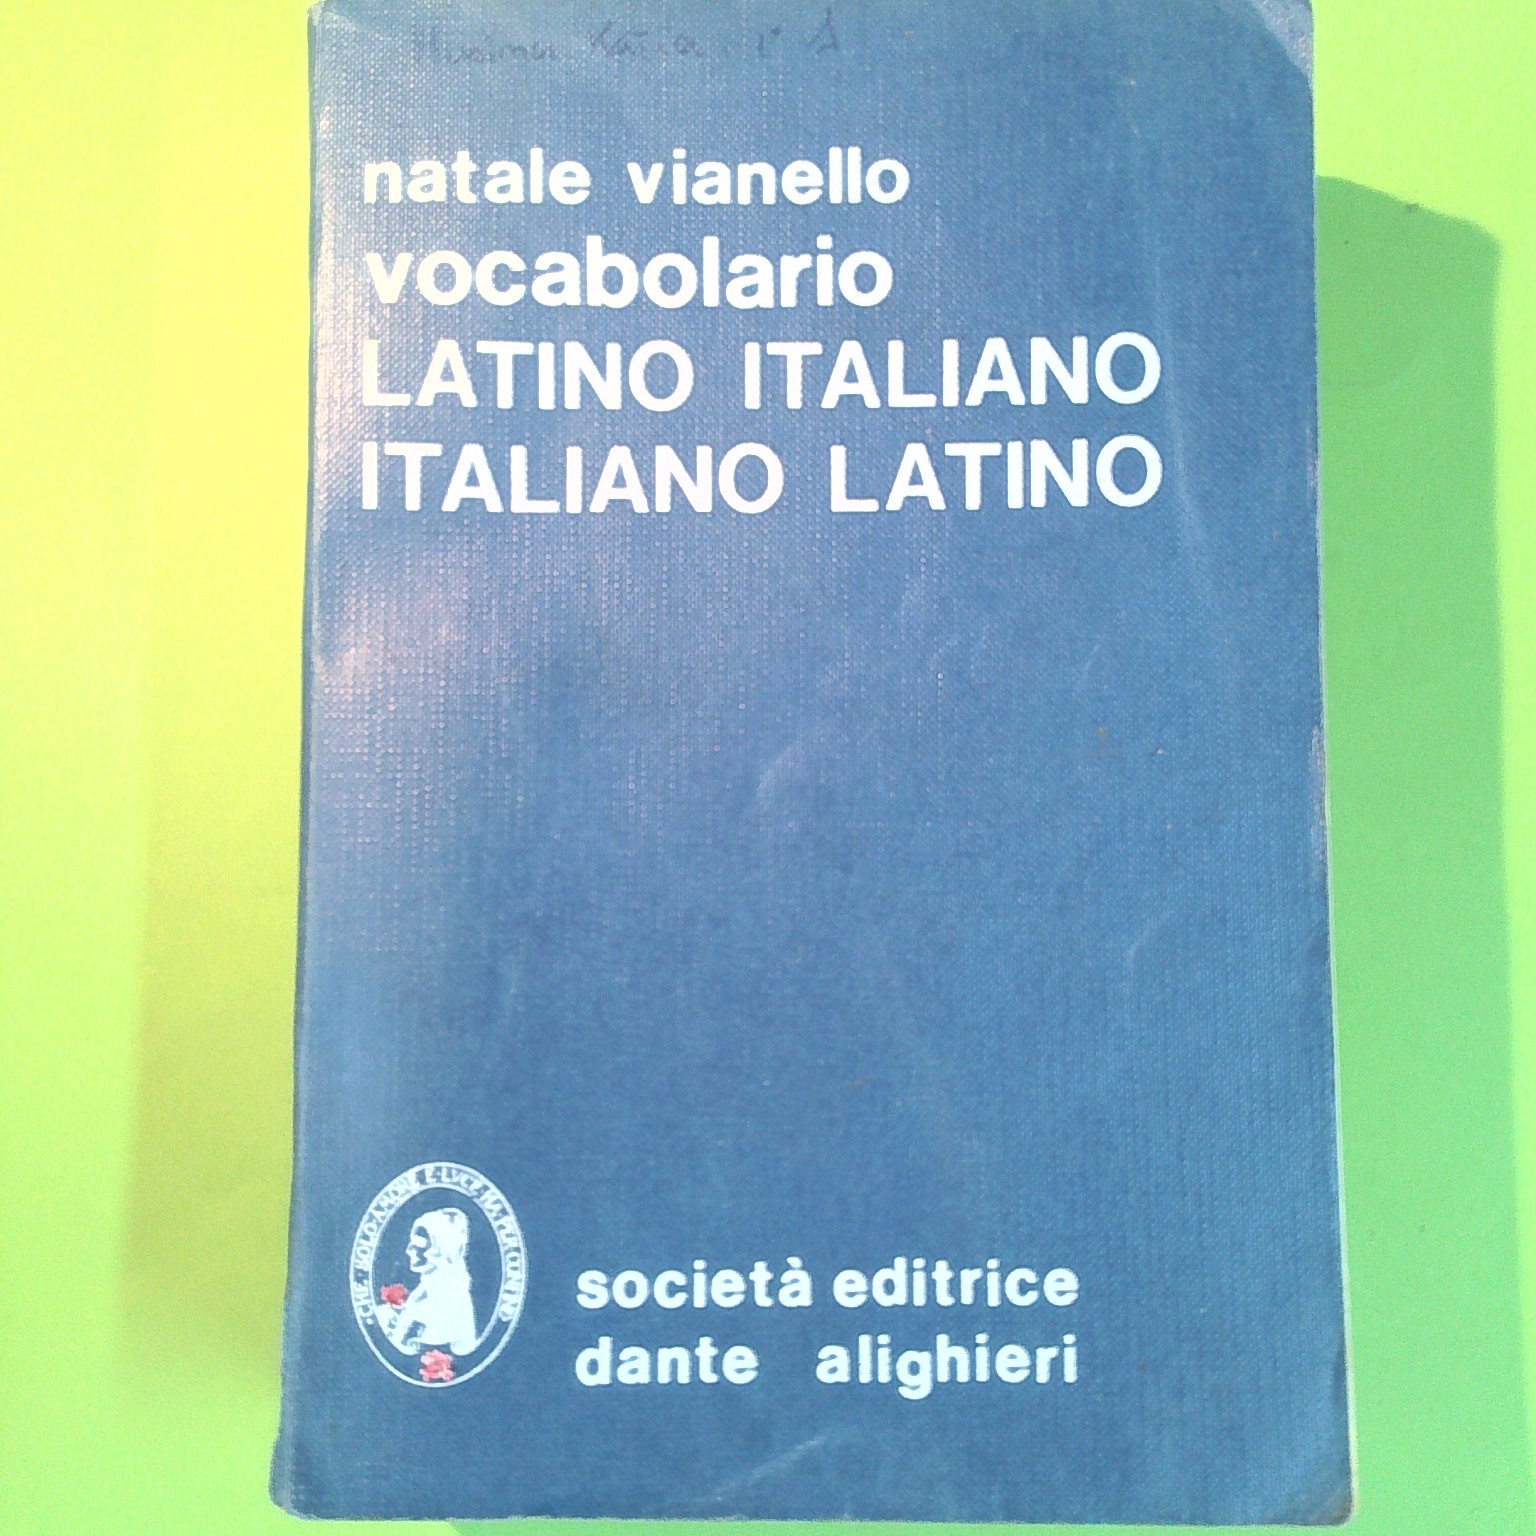 natale vianello
vocabolario
LATINO ITALIANO
ITALIANO LATINO
società editrice
dante alighieri